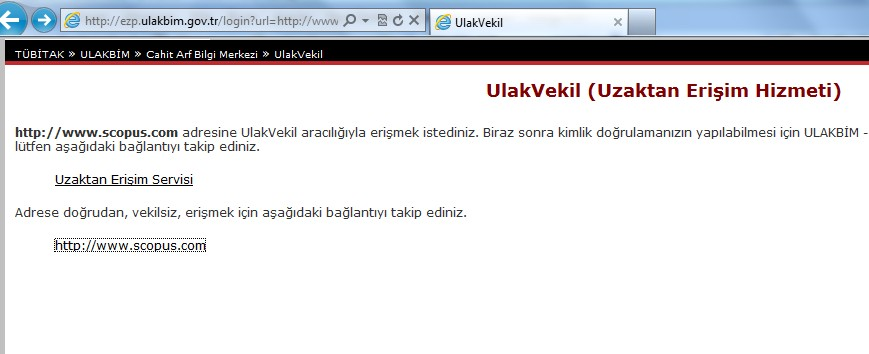 http://ezp.ulakbim.gov.tr/login?url=http://www
UlakVekil
TÜBİTAK » ULAKBİM » Cahit Arf Bilgi Merkezi » UlakVekil
UlakVekil (Uzaktan Erişim Hizmeti)
http://www.scopus.com adresine UlakVekil aracılığıyla erişmek istediniz. Biraz sonra kimlik doğrulamanızın yapılabilmesi için ULAKBİM -
lütfen aşağıdaki bağlantıyı takip ediniz.
Uzaktan Erişim Servisi
Adrese doğrudan, vekilsiz, erişmek için aşağıdaki bağlantıyı takip ediniz.
http://www.scopus.com